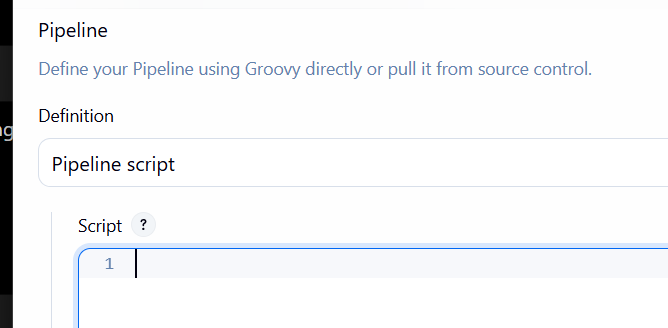 Pipeline
Define your Pipeline using Groovy directly or pull it from source control.
Definition
Pipeline script
Script ?
1